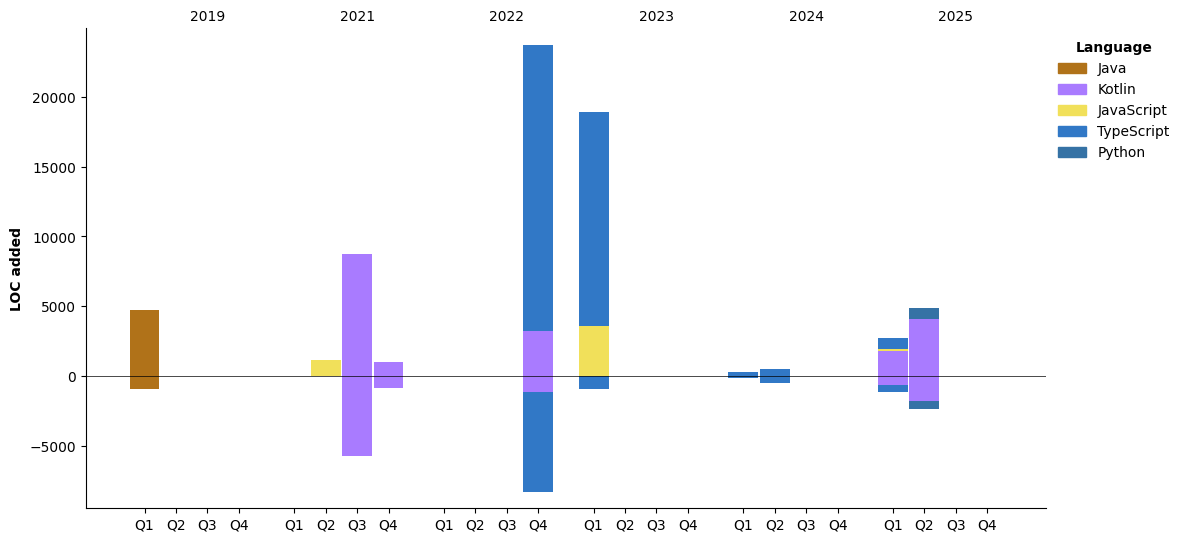 2019 2021 2022 2023 2024 2025
Language
Java
Kotlin
JavaScript
TypeScript
Python
LOC added
20000
15000
10000
5000
0
−5000
Q1 Q2 Q3 Q4 Q1 Q2 Q3 Q4 Q1 Q2 Q3 Q4 Q1 Q2 Q3 Q4 Q1 Q2 Q3 Q4 Q1 Q2 Q3 Q4